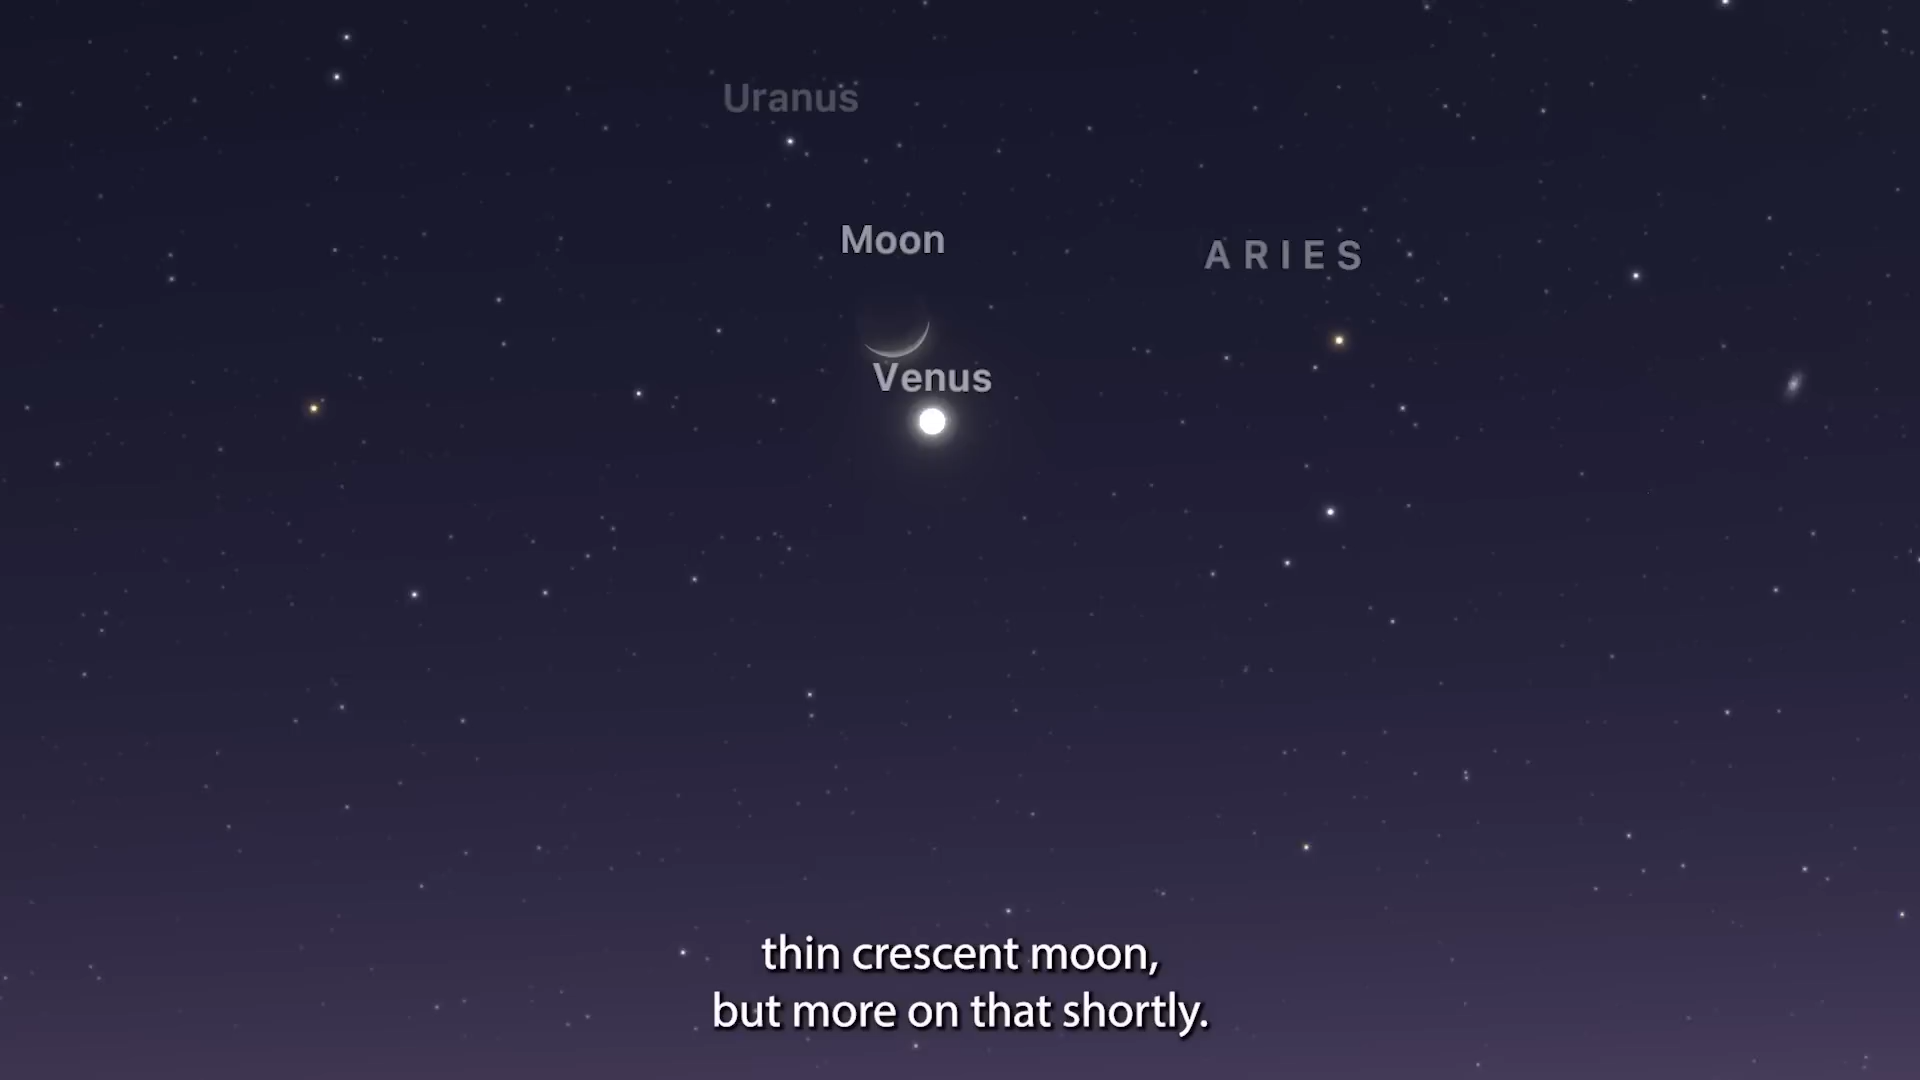 Uranus
Moon
ARIES
Venus
thin crescent moon,
but more on that shortly.